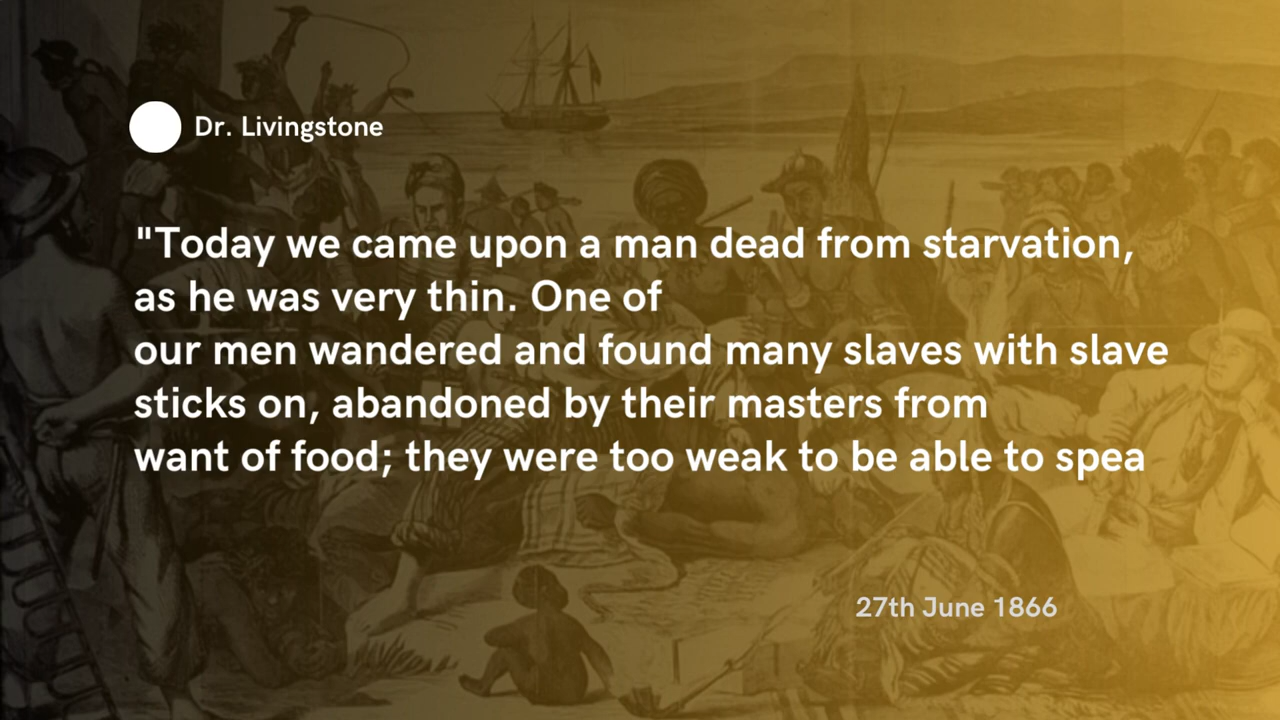 Dr. Livingstone
"Today we came upon a man dead from starvation,
as he was very thin. One of
our men wandered and found many slaves with slave
sticks on, abandoned by their masters from
want of food; they were too weak to be able to spea
27th June 1866